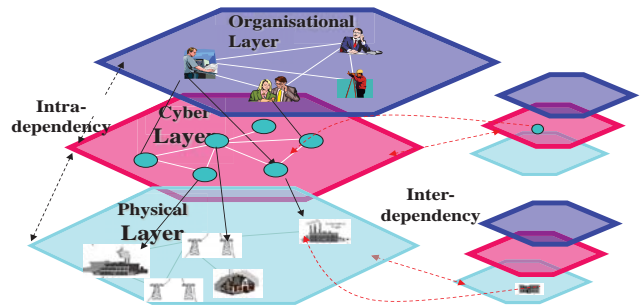 Organisational
Layer
Intra-
dependency
Cyber
Layer
Inter-
dependency
Physical
Layer